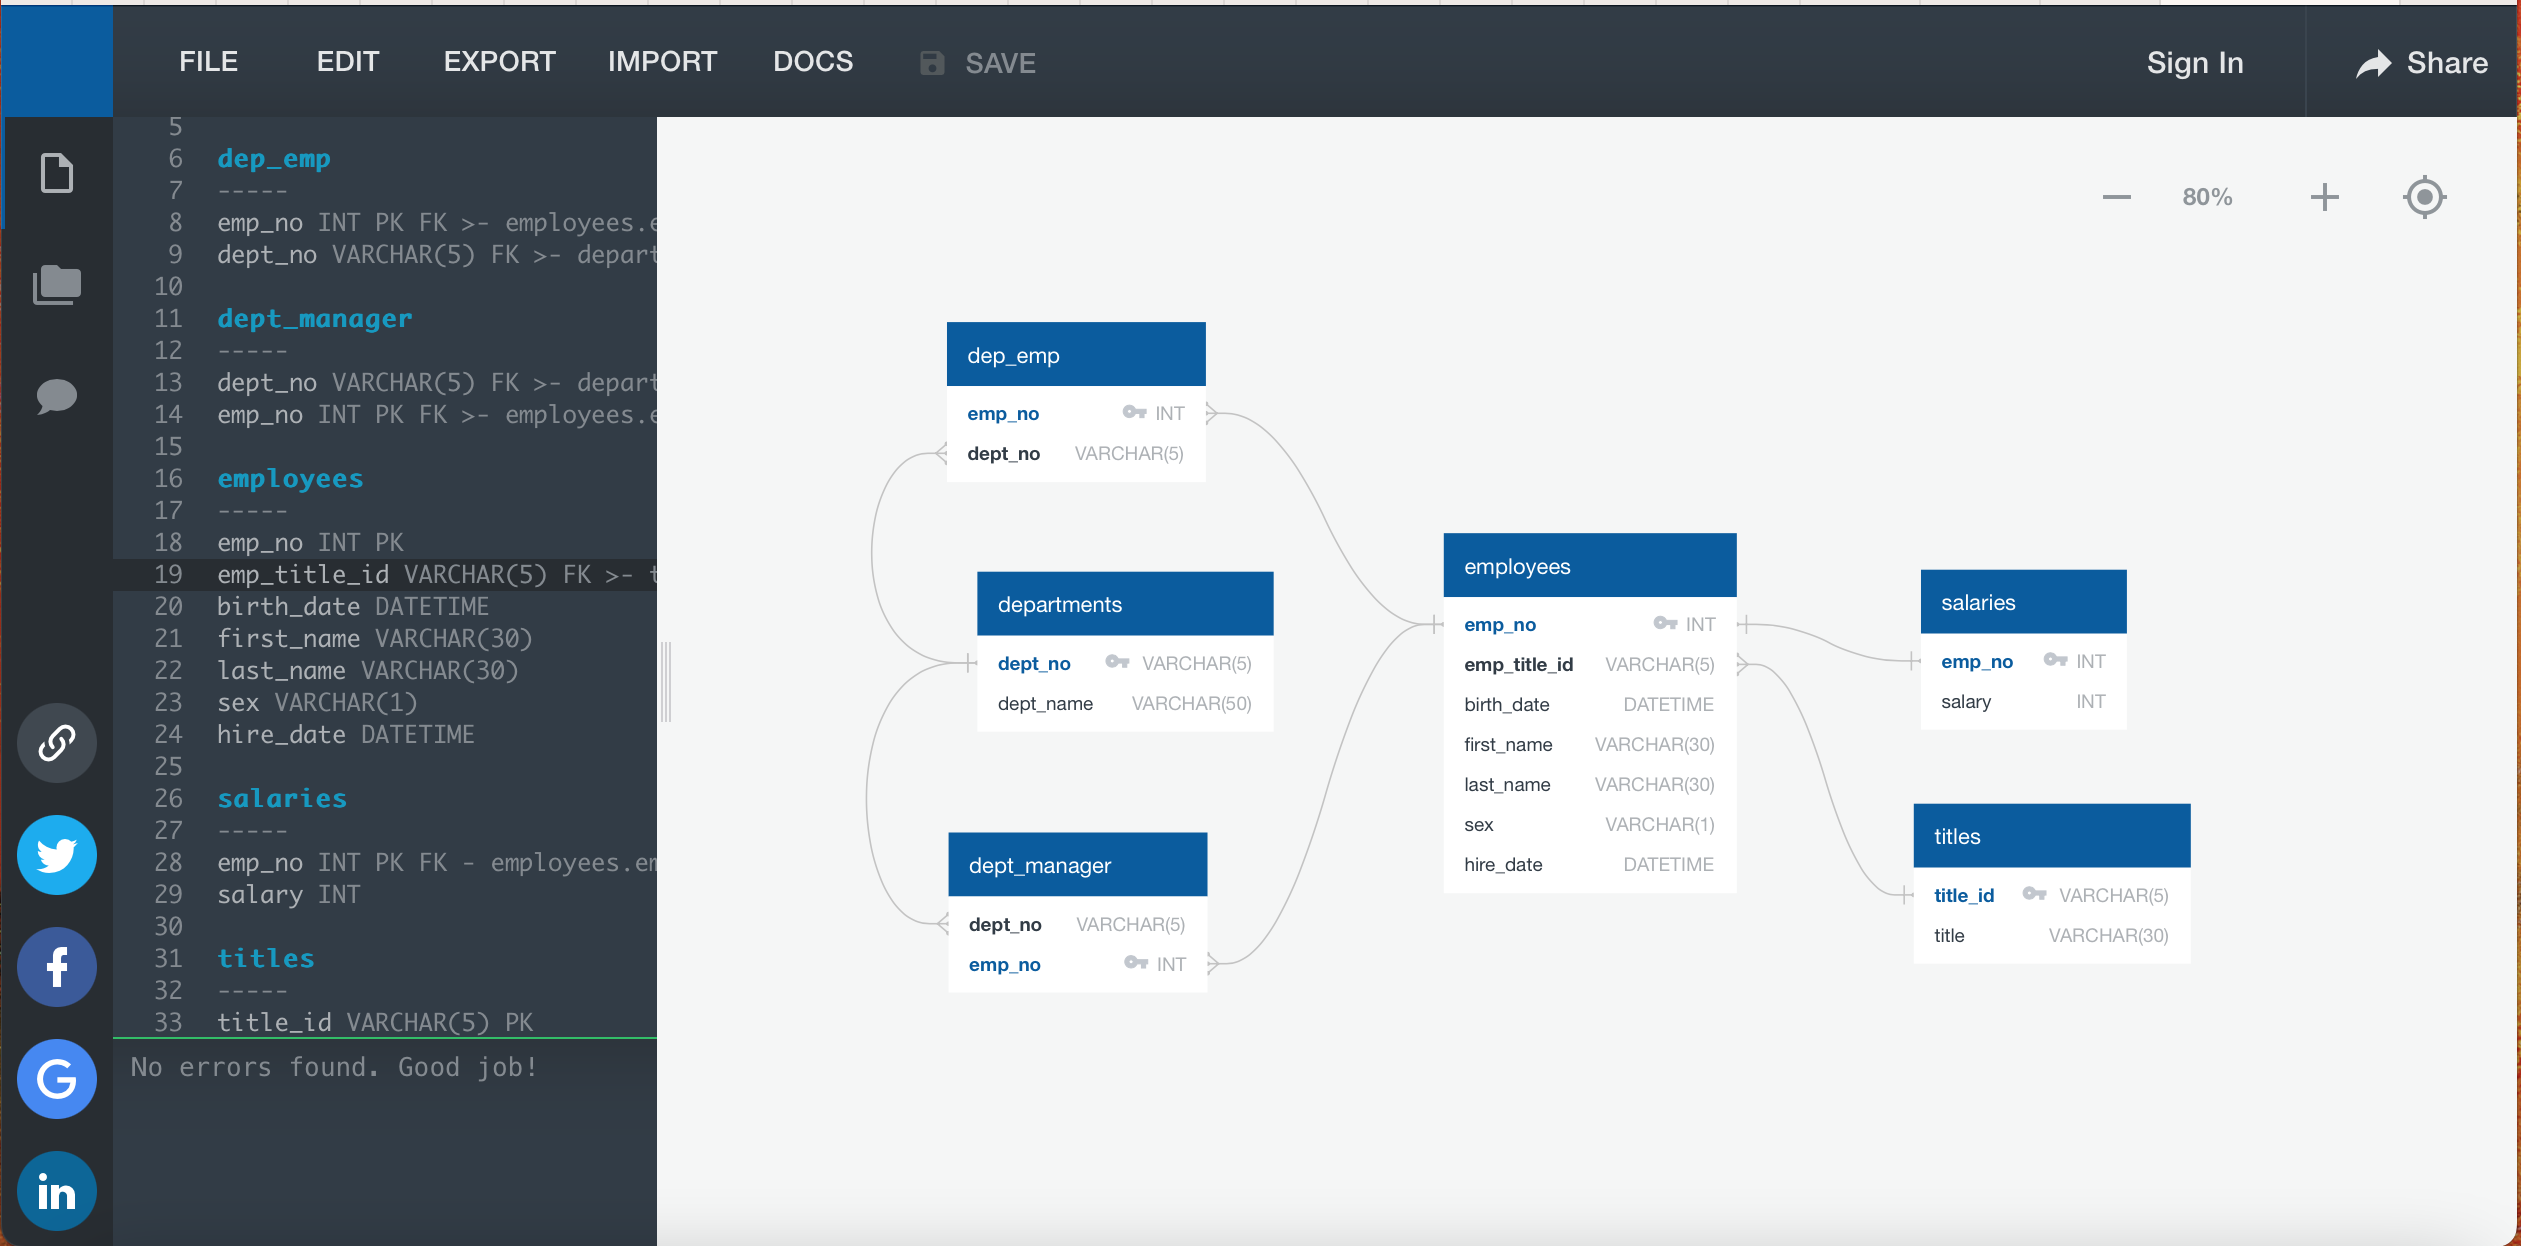 FILE EDIT EXPORT IMPORT DOCS SAVE Sign In Share
5
6 dep_emp
7 -----
8 emp_no INT PK FK >- employees.e
9 dept_no VARCHAR(5) FK >- depart
10
11 dept_manager
12 -----
13 dept_no VARCHAR(5) FK >- depart
14 emp_no INT PK FK >- employees.e
15
16 employees
17 -----
18 emp_no INT PK
19 emp_title_id VARCHAR(5) FK >- t
20 birth_date DATETIME
21 first_name VARCHAR(30)
22 last_name VARCHAR(30)
23 sex VARCHAR(1)
24 hire_date DATETIME
25
26 salaries
27 -----
28 emp_no INT PK FK - employees.em
29 salary INT
30
31 titles
32 -----
33 title_id VARCHAR(5) PK
No errors found. Good job!
80%
dep_emp
emp_no INT
dept_no VARCHAR(5)
departments
dept_no VARCHAR(5)
dept_name VARCHAR(50)
dept_manager
dept_no VARCHAR(5)
emp_no INT
employees
emp_no INT
emp_title_id VARCHAR(5)
birth_date DATETIME
first_name VARCHAR(30)
last_name VARCHAR(30)
sex VARCHAR(1)
hire_date DATETIME
salaries
emp_no INT
salary INT
titles
title_id VARCHAR(5)
title VARCHAR(30)
f
G
in